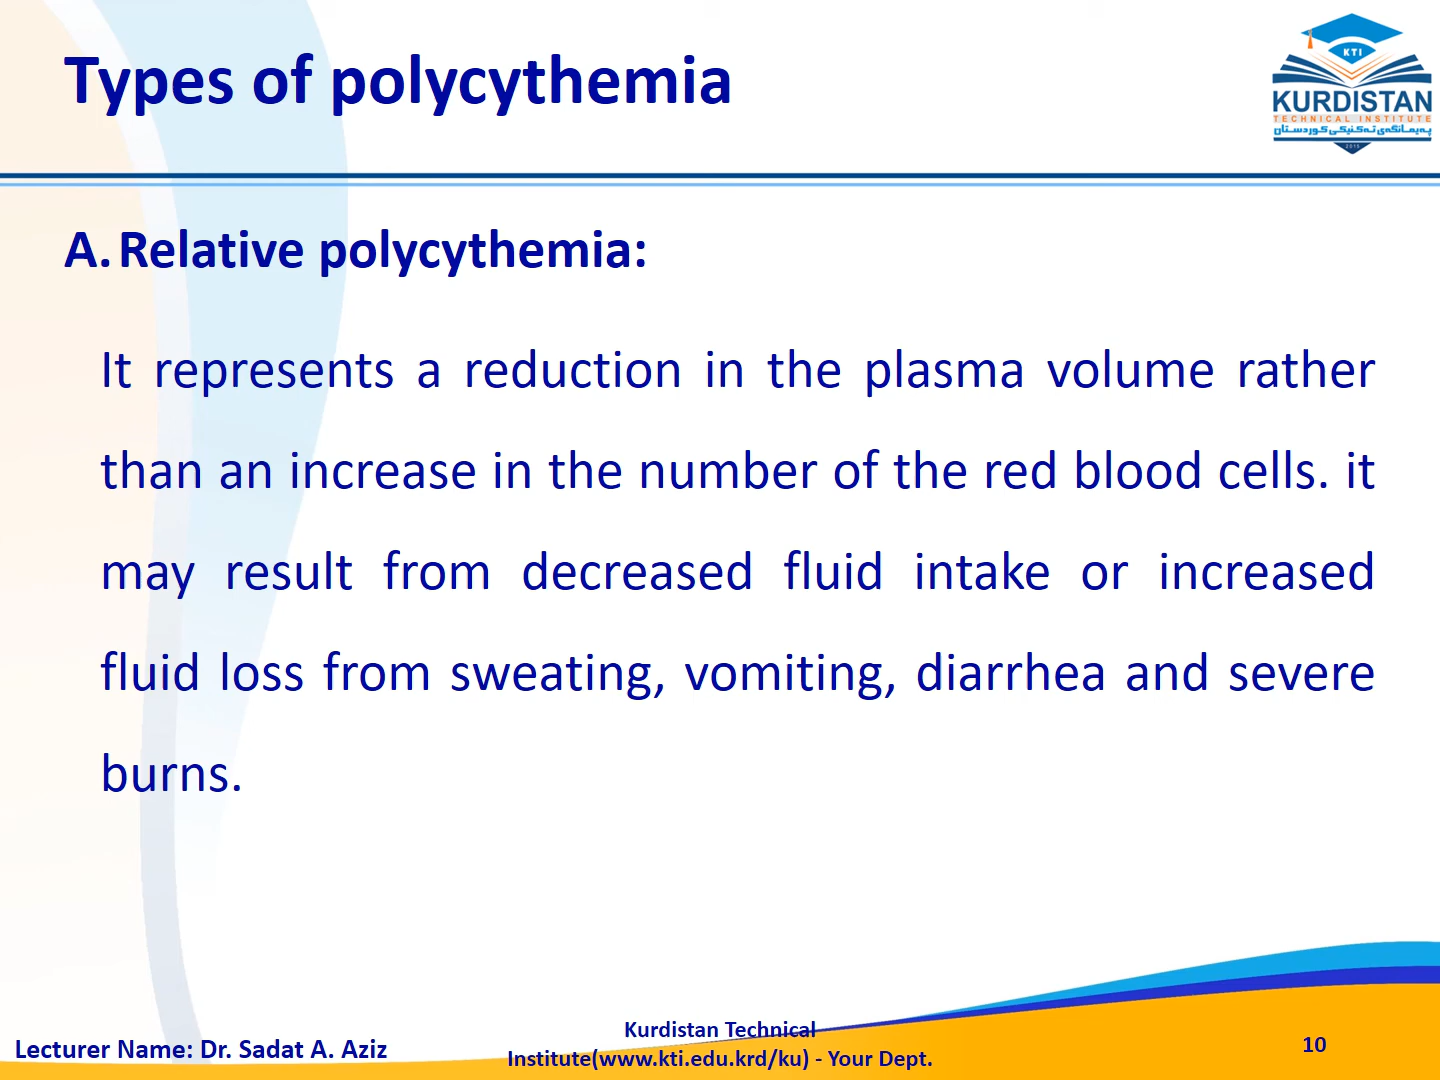 Types of polycythemia
KTI
KURDISTAN
TECHNICAL INSTITUTE
پەیمانگەی تەکنیکی کوردستان
A. Relative polycythemia:
It represents a reduction in the plasma volume rather
than an increase in the number of the red blood cells. it
may result from decreased fluid intake or increased
fluid loss from sweating, vomiting, diarrhea and severe
burns.
Lecturer Name: Dr. Sadat A. Aziz
Kurdistan Technical
Institute(www.kti.edu.krd/ku) - Your Dept.
10